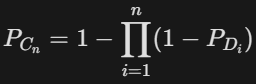 P_{C_n} = 1 - \prod_{i=1}^{n} (1 - P_{D_i})